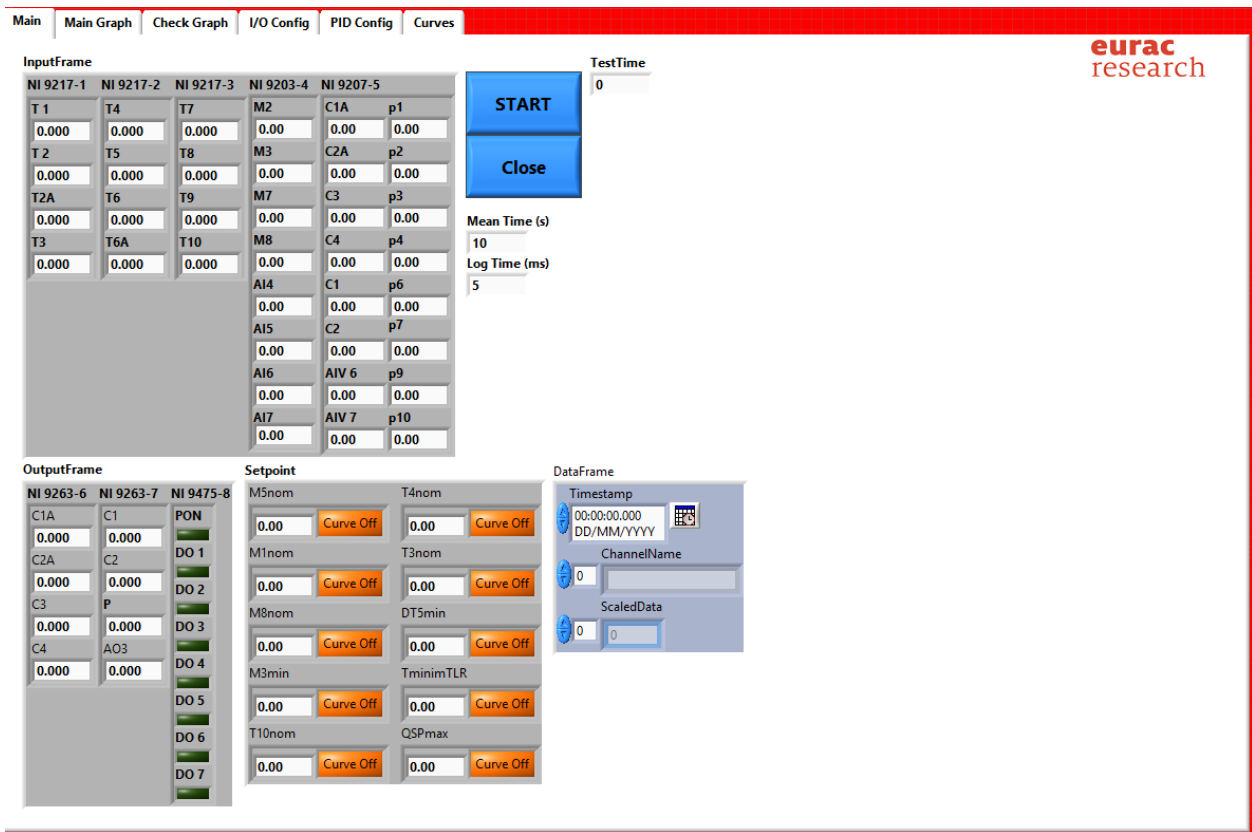 Main Main Graph Check Graph I/O Config PID Config Curves
eurac
research
InputFrame
NI 9217-1 NI 9217-2 NI 9217-3 NI 9203-4 NI 9207-5
T 1 T4 T7 M2 C1A p1
0.000 0.000 0.000 0.00 0.00 0.00
T 2 T5 T8 M3 C2A p2
0.000 0.000 0.000 0.00 0.00 0.00
T2A T6 T9 M7 C3 p3
0.000 0.000 0.000 0.00 0.00 0.00
T3 T6A T10 M8 C4 p4
0.000 0.000 0.000 0.00 0.00 0.00
AI4 C1 p6
0.00 0.00 0.00
AI5 C2 p7
0.00 0.00 0.00
AI6 AIV 6 p9
0.00 0.00 0.00
AI7 AIV 7 p10
0.00 0.00 0.00
START
Close
TestTime
0
Mean Time (s)
10
Log Time (ms)
5
OutputFrame
NI 9263-6 NI 9263-7 NI 9475-8
C1A C1 PON
0.000 0.000
C2A C2 DO 1
0.000 0.000 DO 2
C3 P
0.000 0.000 DO 3
C4 AO3
0.000 0.000 DO 4
DO 5
DO 6
DO 7
Setpoint
M5nom T4nom
0.00 Curve Off 0.00 Curve Off
M1nom T3nom
0.00 Curve Off 0.00 Curve Off
M8nom DT5min
0.00 Curve Off 0.00 Curve Off
M3min TminimTLR
0.00 Curve Off 0.00 Curve Off
T10nom QSPmax
0.00 Curve Off 0.00 Curve Off
DataFrame
Timestamp
00:00:00.000
DD/MM/YYYY
ChannelName
0
ScaledData
0 0